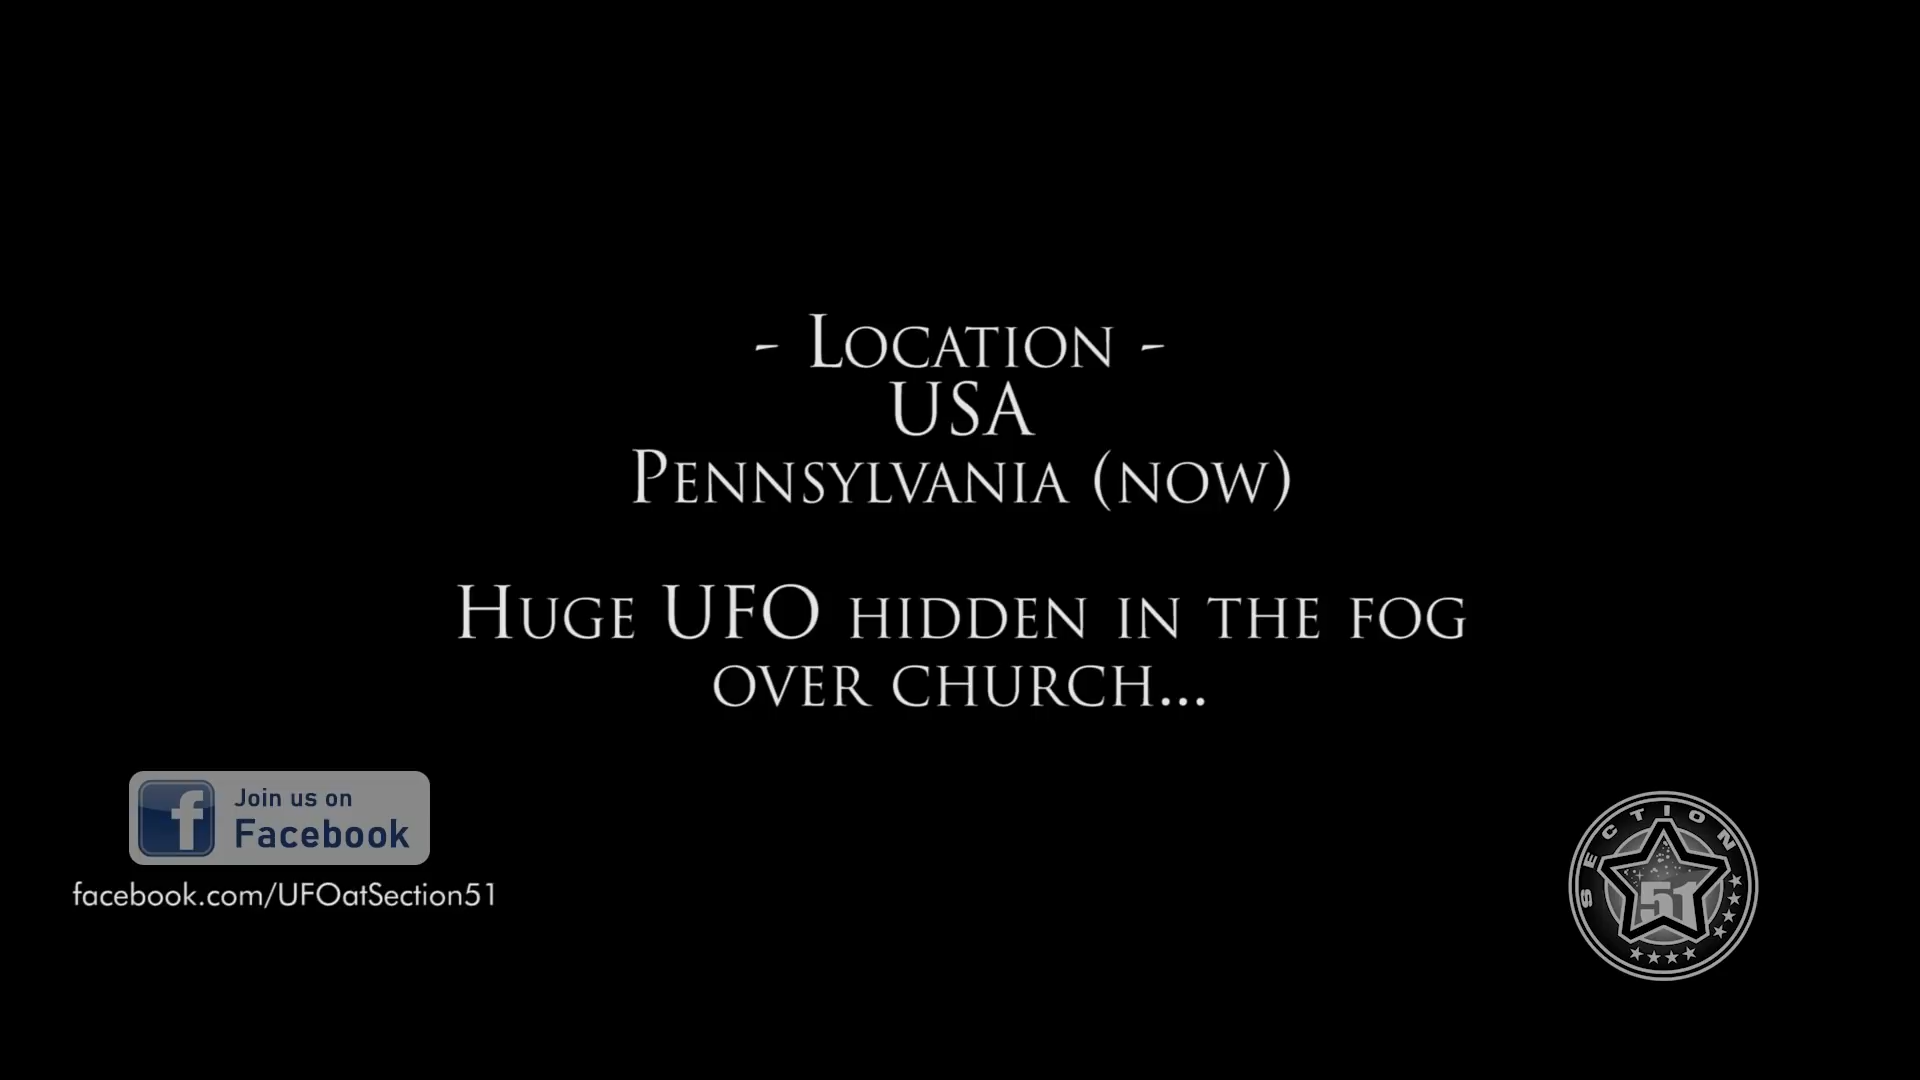 - Location -
USA
Pennsylvania (now)
Huge UFO hidden in the fog
over church...
Join us on
Facebook
facebook.com/UFOatSection51
SECTION
51